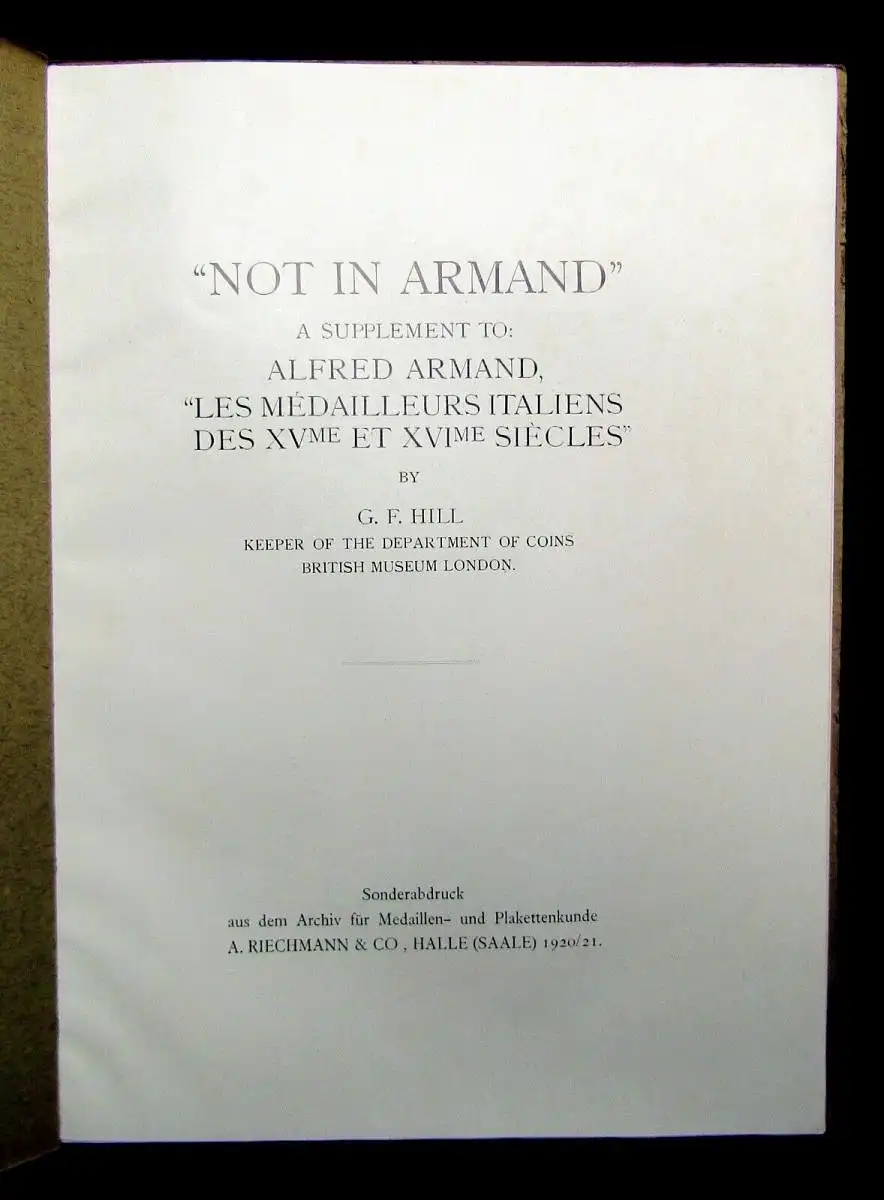 “NOT IN ARMAND”
A SUPPLEMENT TO:
ALFRED ARMAND,
“LES MÉDAILLEURS ITALIENS
DES XVME ET XVIME SIÈCLES”
BY
G. F. HILL
KEEPER OF THE DEPARTMENT OF COINS
BRITISH MUSEUM LONDON.
Sonderabdruck
aus dem Archiv für Medaillen- und Plakettenkunde
A. RIECHMANN & CO , HALLE (SAALE) 1920/21.